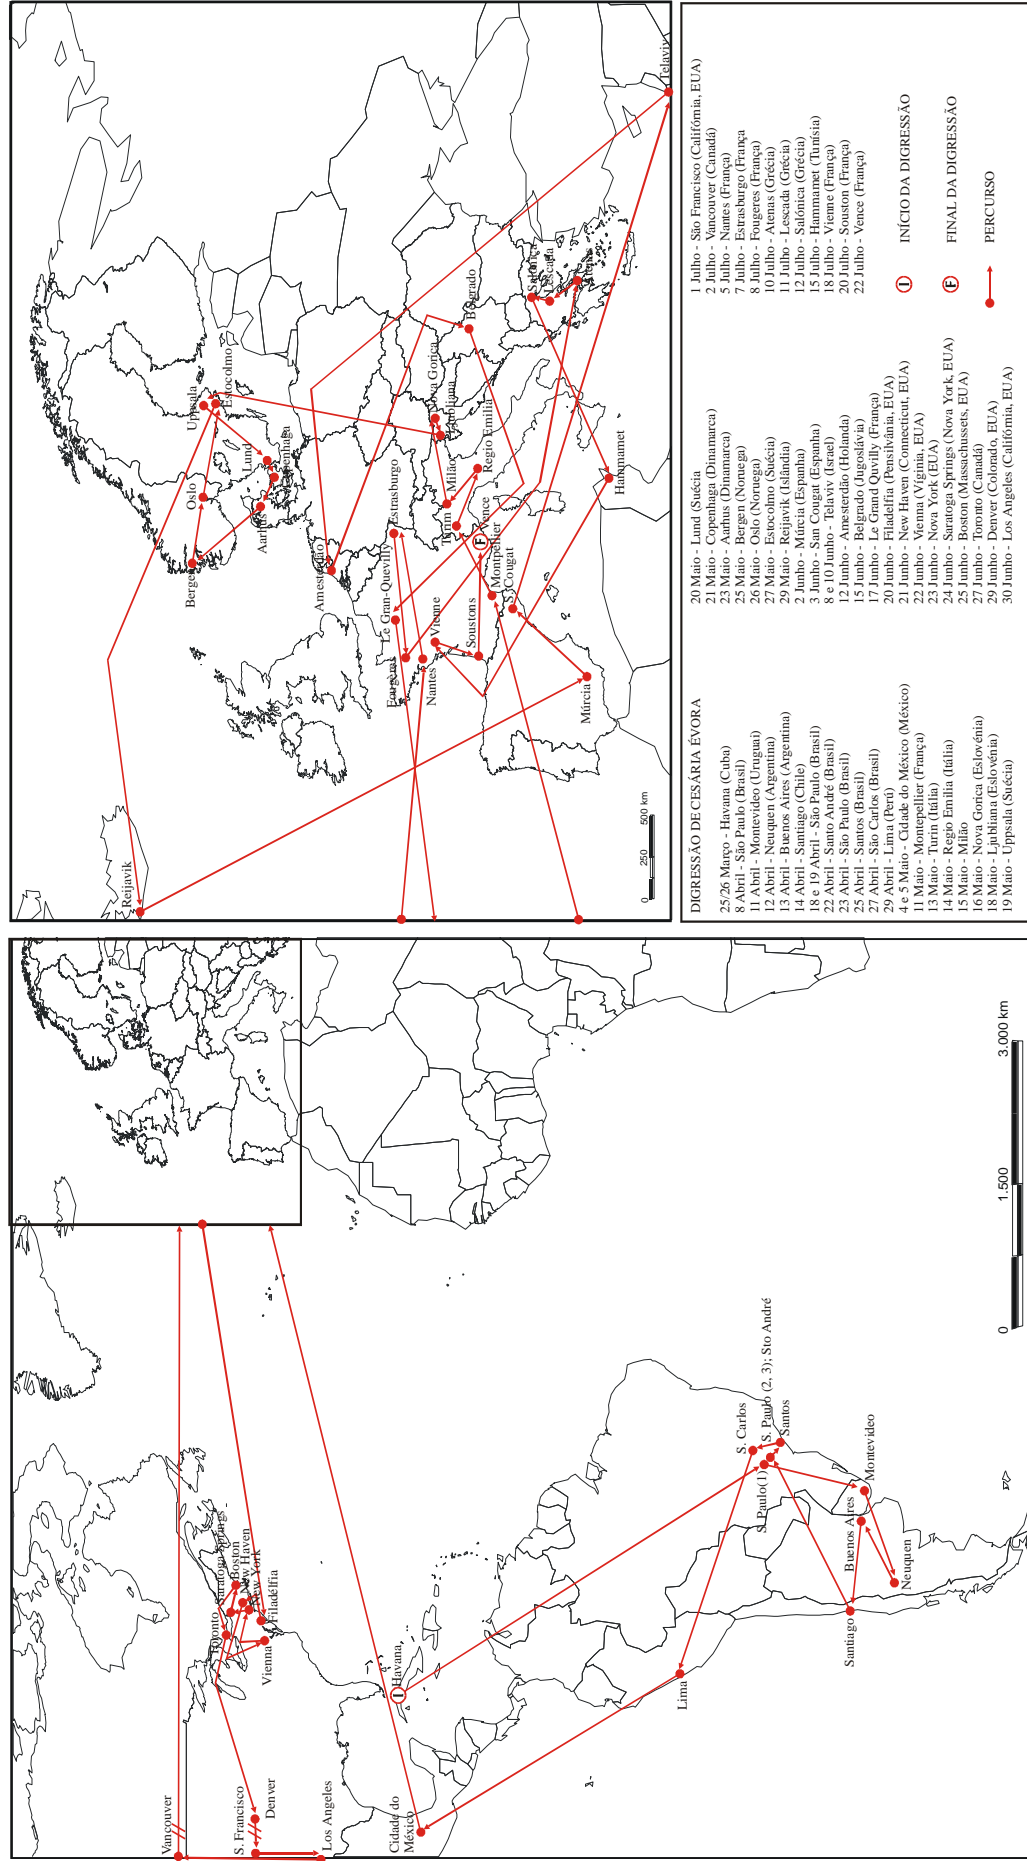 Reijavik
Bergen
Oslo
Uppsala
Estocolmo
Lund
Aarhus
Amesterdão
Le Gran-Quevilly
Estrasburgo
Fougères
Nantes
Vienne
Soustons
Turim
Milão
Nova Gorica
Regio Emilia
Belgrado
F
Vence
Montpellier
S. Cougat
Múrcia
Salónica
Lescada
Atenas
Hammamet
Telaviv
0 250 500 km
Vancouver
S. Francisco
Denver
Los Angeles
Toronto
Saratoga Springs
Boston
New Haven
New York
Filadélfia
Vienna
I
Havana
Cidade do
México
Lima
S. Carlos
S. Paulo(1)
S. Paulo (2, 3); Sto André
Santos
Montevideo
Buenos Aires
Neuquen
Santiago
0 1.500 3.000 km
DIGRESSÃO DE CESÁRIA ÉVORA
25/26 Março - Havana (Cuba)
8 Abril - São Paulo (Brasil)
11 Abril - Montevideo (Uruguai)
12 Abril - Neuquen (Argentina)
13 Abril - Buenos Aires (Argentina)
14 Abril - Santiago (Chile)
18 e 19 Abril - São Paulo (Brasil)
22 Abril - Santo André (Brasil)
23 Abril - São Paulo (Brasil)
25 Abril - Santos (Brasil)
27 Abril - São Carlos (Brasil)
29 Abril - Lima (Perú)
4 e 5 Maio - Cidade do México (México)
11 Maio - Montepellier (França)
13 Maio - Turin (Itália)
14 Maio - Regio Emilia (Itália)
15 Maio - Milão
16 Maio - Nova Gorica (Eslovénia)
18 Maio - Ljubliana (Eslovénia)
19 Maio - Uppsala (Suécia)
20 Maio - Lund (Suécia
21 Maio - Copenhaga (Dinamarca)
23 Maio - Aarhus (Dinamarca)
25 Maio - Bergen (Noruega)
26 Maio - Oslo (Noruega)
27 Maio - Estocolmo (Suécia)
29 Maio - Reijavik (Islândia)
2 Junho - Múrcia (Espanha)
3 Junho - San Cougat (Espanha)
8 e 10 Junho - Telaviv (Israel)
12 Junho - Amesterdão (Holanda)
15 Junho - Belgrado (Jugoslávia)
17 Junho - Le Grand Quvilly (França)
20 Junho - Filadelfia (Pensilvânia, EUA)
21 Junho - New Haven (Connecticut, EUA)
22 Junho - Vienna (Virginia, EUA)
23 Junho - Nova York (EUA)
24 Junho - Saratoga Springs (Nova York, EUA)
25 Junho - Boston (Massachussets, EUA)
27 Junho - Toronto (Canadá)
29 Junho - Denver (Colorado, EUA)
30 Junho - Los Angeles (Califómia, EUA)
1 Julho - São Francisco (Califómia, EUA)
2 Julho - Vancouver (Canadá)
5 Julho - Nantes (França)
7 Julho - Estrasburgo (França
8 Julho - Fougeres (França)
10 Julho - Atenas (Grécia)
11 Julho - Lescada (Grécia)
12 Julho - Salónica (Grécia)
15 Julho - Hammamet (Tunísia)
18 Julho - Vienne (França)
20 Julho - Souston (França)
22 Julho - Vence (França)
I INÍCIO DA DIGRESSÃO
F FINAL DA DIGRESSÃO
PERCURSO